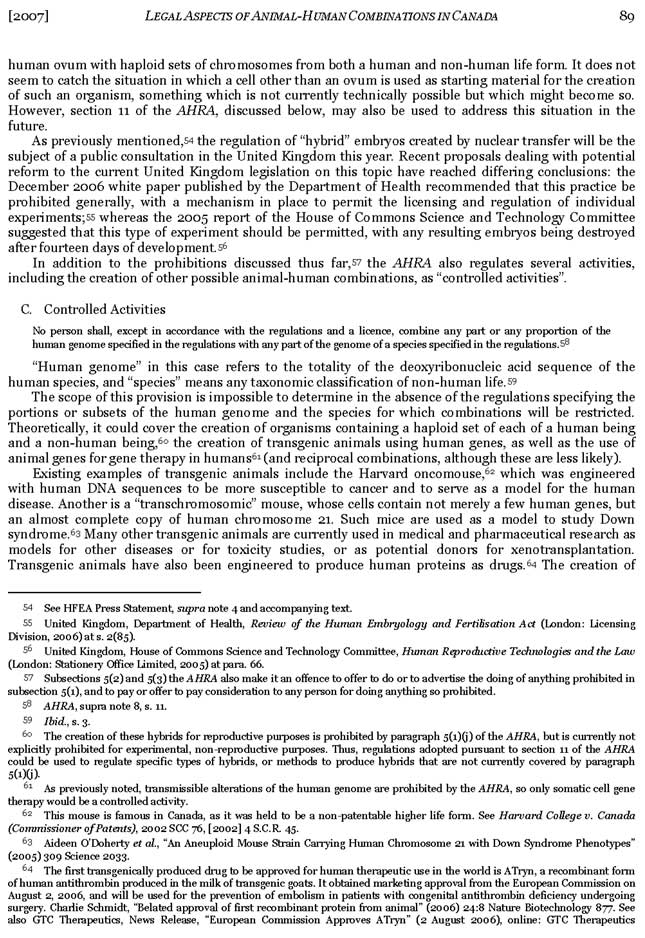 [2007] LEGAL ASPECTS OF ANIMAL-HUMAN COMBINATIONS IN CANADA 89
human ovum with haploid sets of chromosomes from both a human and non-human life form. It does not
seem to catch the situation in which a cell other than an ovum is used as starting material for the creation
of such an organism, something which is not currently technically possible but which might become so.
However, section 11 of the AHRA, discussed below, may also be used to address this situation in the
future.
As previously mentioned,54 the regulation of “hybrid” embryos created by nuclear transfer will be the
subject of a public consultation in the United Kingdom this year. Recent proposals dealing with potential
reform to the current United Kingdom legislation on this topic have reached differing conclusions: the
December 2006 white paper published by the Department of Health recommended that this practice be
prohibited generally, with a mechanism in place to permit the licensing and regulation of individual
experiments;55 whereas the 2005 report of the House of Commons Science and Technology Committee
suggested that this type of experiment should be permitted, with any resulting embryos being destroyed
after fourteen days of development.56
In addition to the prohibitions discussed thus far,57 the AHRA also regulates several activities,
including the creation of other possible animal-human combinations, as “controlled activities”.
C. Controlled Activities
No person shall, except in accordance with the regulations and a licence, combine any part or any proportion of the
human genome specified in the regulations with any part of the genome of a species specified in the regulations.58
“Human genome” in this case refers to the totality of the deoxyribonucleic acid sequence of the
human species, and “species” means any taxonomic classification of non-human life.59
The scope of this provision is impossible to determine in the absence of the regulations specifying the
portions or subsets of the human genome and the species for which combinations will be restricted.
Theoretically, it could cover the creation of organisms containing a haploid set of each of a human being
and a non-human being,60 the creation of transgenic animals using human genes, as well as the use of
animal genes for gene therapy in humans61 (and reciprocal combinations, although these are less likely).
Existing examples of transgenic animals include the Harvard oncomouse,62 which was engineered
with human DNA sequences to be more susceptible to cancer and to serve as a model for the human
disease. Another is a “transchromosomic” mouse, whose cells contain not merely a few human genes, but
an almost complete copy of human chromosome 21. Such mice are used as a model to study Down
syndrome.63 Many other transgenic animals are currently used in medical and pharmaceutical research as
models for other diseases or for toxicity studies, or as potential donors for xenotransplantation.
Transgenic animals have also been engineered to produce human proteins as drugs.64 The creation of
54 See HFEA Press Statement, supra note 4 and accompanying text.
55 United Kingdom, Department of Health, Review of the Human Embryology and Fertilisation Act (London: Licensing
Division, 2006) at s. 2(85).
56 United Kingdom, House of Commons Science and Technology Committee, Human Reproductive Technologies and the Law
(London: Stationery Office Limited, 2005) at para. 66.
57 Subsections 5(2) and 5(3) the AHRA also make it an offence to offer to do or to advertise the doing of anything prohibited in
subsection 5(1), and to pay or offer to pay consideration to any person for doing anything so prohibited.
58 AHRA, supra note 8, s. 11.
59 Ibid., s. 3.
60 The creation of these hybrids for reproductive purposes is prohibited by paragraph 5(1)(j) of the AHRA, but is currently not
explicitly prohibited for experimental, non-reproductive purposes. Thus, regulations adopted pursuant to section 11 of the AHRA
could be used to regulate specific types of hybrids, or methods to produce hybrids that are not currently covered by paragraph
5(1)(j).
61 As previously noted, transmissible alterations of the human genome are prohibited by the AHRA, so only somatic cell gene
therapy would be a controlled activity.
62 This mouse is famous in Canada, as it was held to be a non-patentable higher life form. See Harvard College v. Canada
(Commissioner of Patents), 2002 SCC 76, [2002] 4 S.C.R. 45.
63 Aideen O’Doherty et al., “An Aneuploid Mouse Strain Carrying Human Chromosome 21 with Down Syndrome Phenotypes”
(2005) 309 Science 2033.
64 The first transgenically produced drug to be approved for human therapeutic use in the world is ATryn, a recombinant form
of human antithrombin produced in the milk of transgenic goats. It obtained marketing approval from the European Commission on
August 2, 2006, and will be used for the prevention of embolism in patients with congenital antithrombin deficiency undergoing
surgery. Charlie Schmidt, “Belated approval of first recombinant protein from animal” (2006) 24:8 Nature Biotechnology 877. See
also GTC Therapeutics, News Release, “European Commission Approves ATryn” (2 August 2006), online: GTC Therapeutics